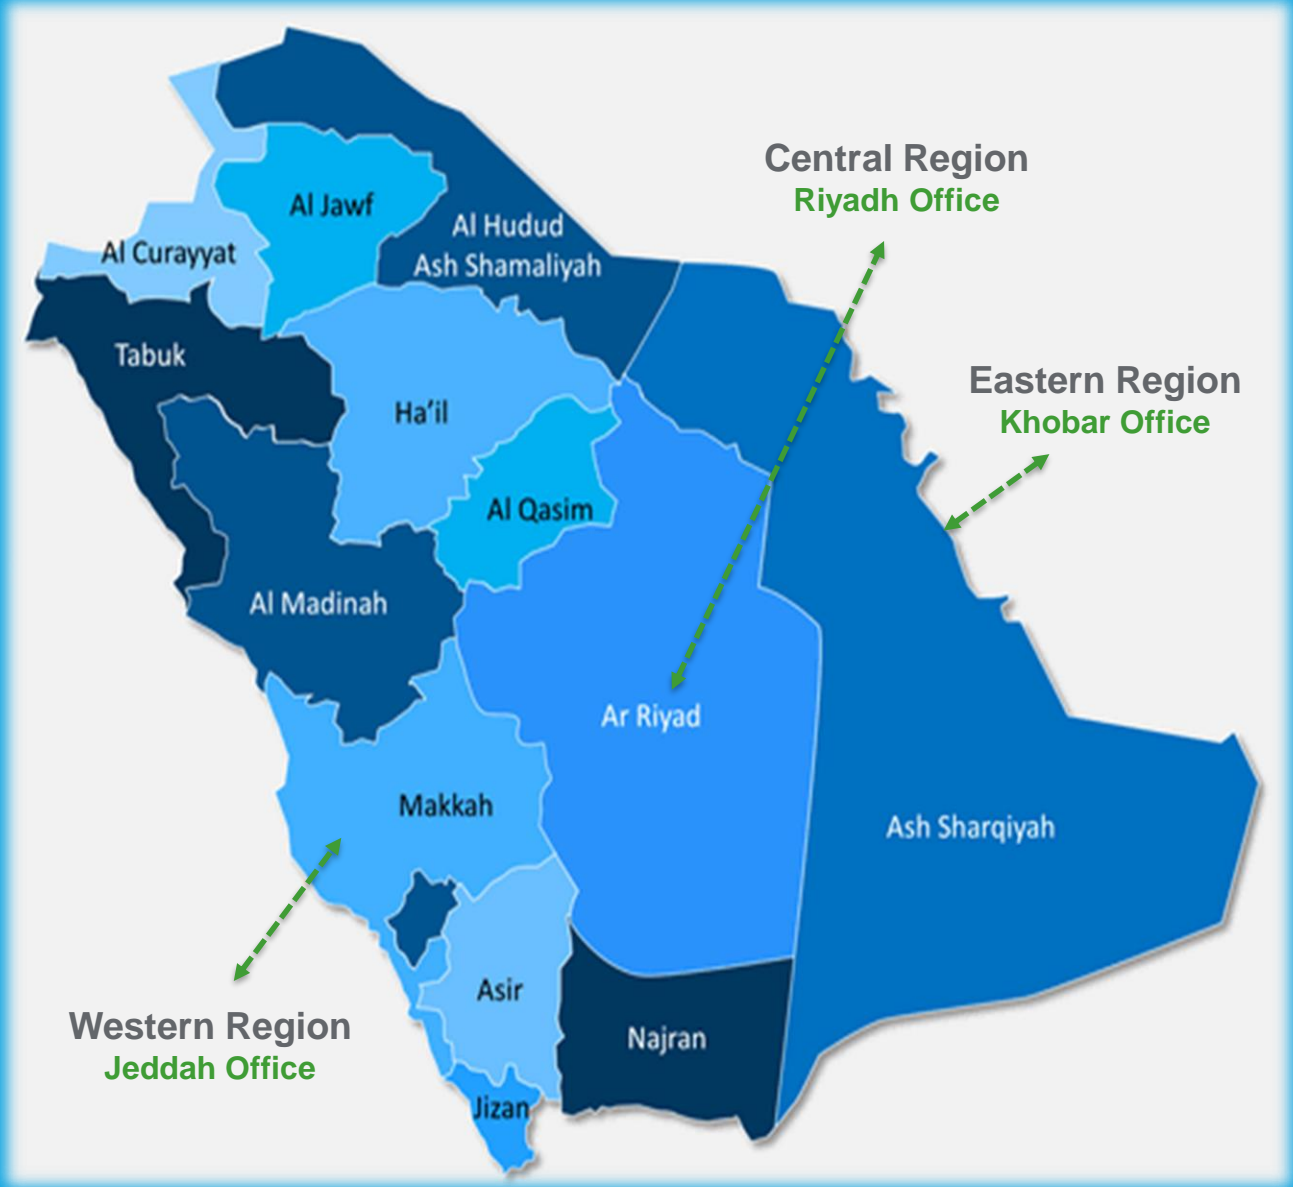 Central Region
Riyadh Office
Al Jawf
Al Hudud
Ash Shamaliyah
Al Curayyat
Tabuk
Eastern Region
Khobar Office
Ha'il
Al Qasim
Al Madinah
Ar Riyad
Makkah
Ash Sharqiyah
Asir
Western Region
Jeddah Office
Najran
Jizan